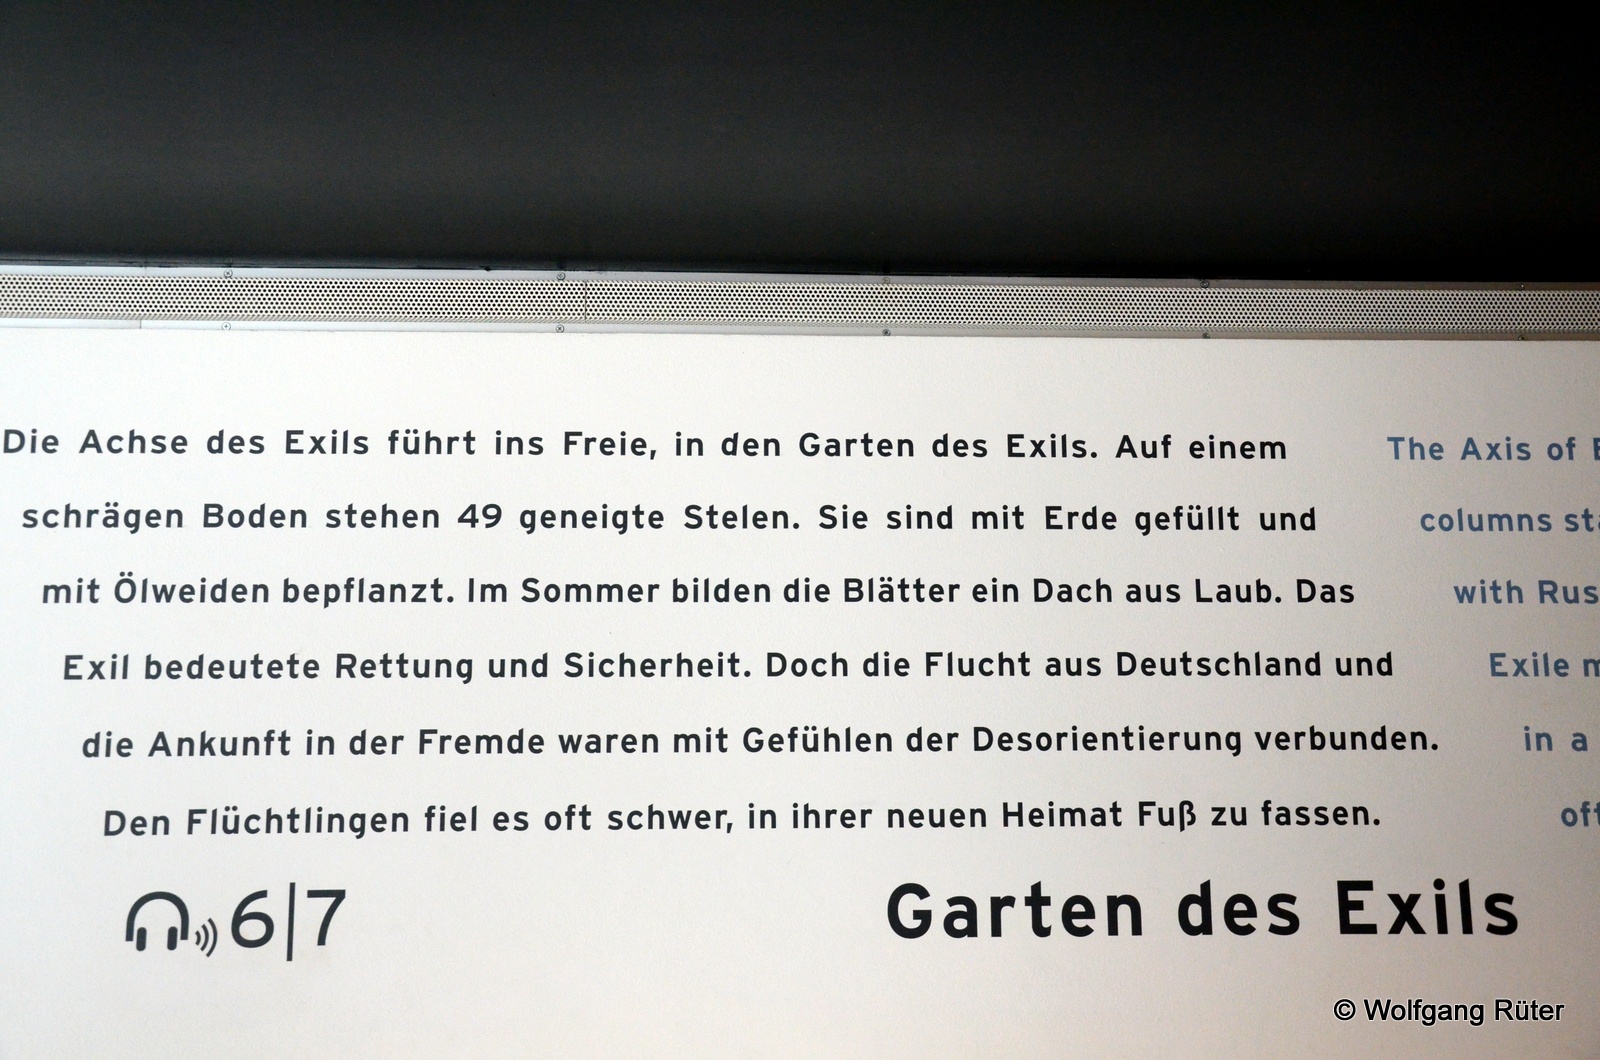 Die Achse des Exils führt ins Freie, in den Garten des Exils. Auf einem
schrägen Boden stehen 49 geneigte Stelen. Sie sind mit Erde gefüllt und
mit Ölweiden bepflanzt. Im Sommer bilden die Blätter ein Dach aus Laub. Das
Exil bedeutete Rettung und Sicherheit. Doch die Flucht aus Deutschland und
die Ankunft in der Fremde waren mit Gefühlen der Desorientierung verbunden.
Den Flüchtlingen fiel es oft schwer, in ihrer neuen Heimat Fuß zu fassen.
The Axis of
columns
with
Exile
in a
6|7
Garten des Exils
© Wolfgang Rüter